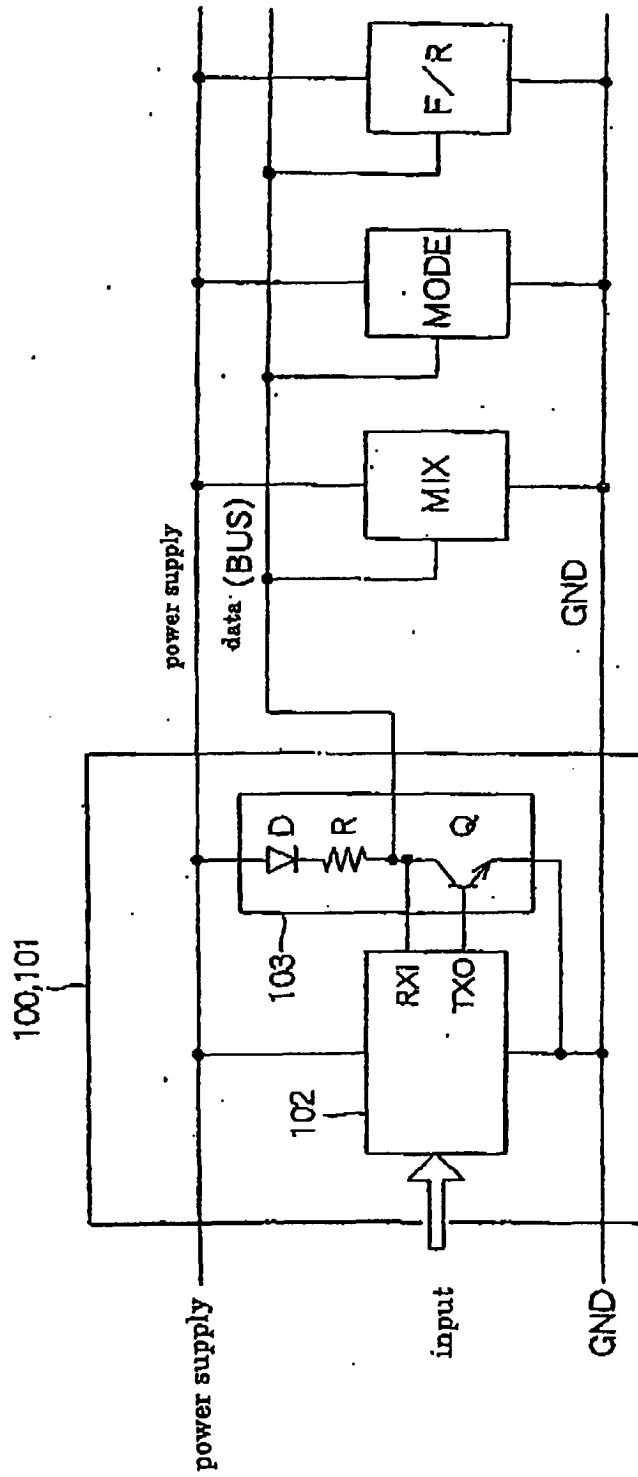 100,101
power supply
power supply
data (BUS)
D
R
Q
103
RXI
TXO
102
input
MIX
MODE
F/R
GND
GND